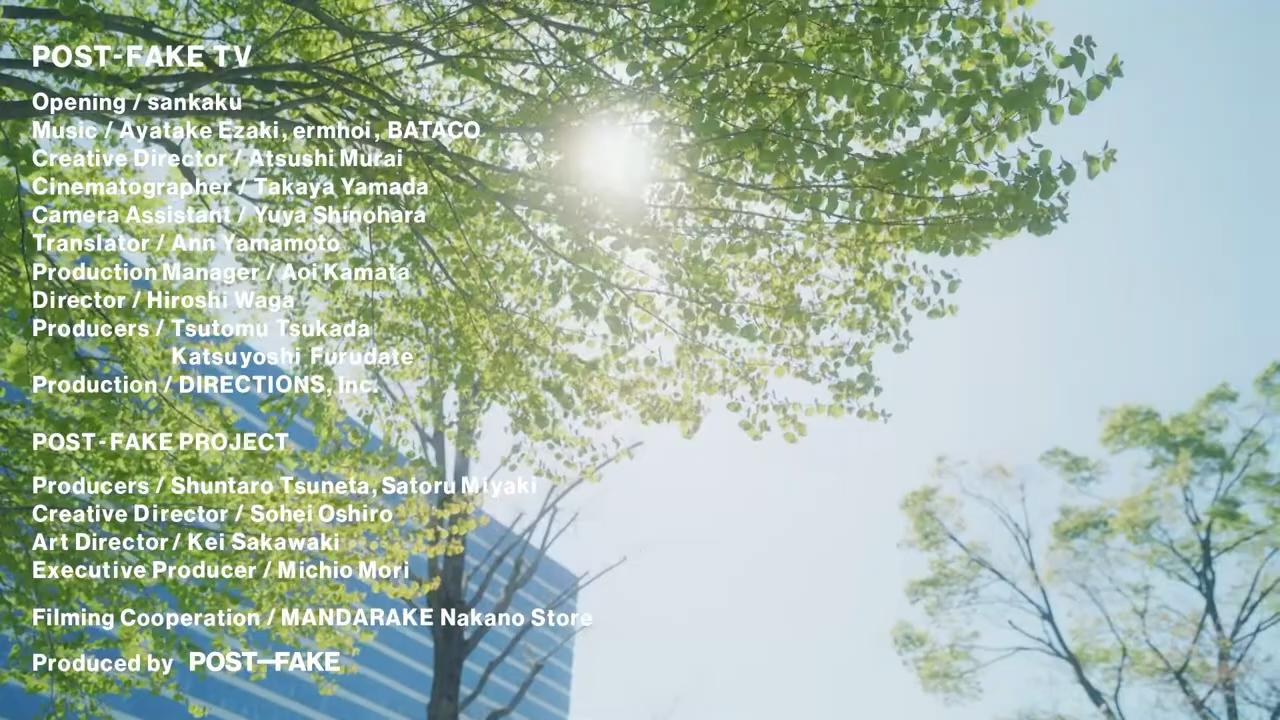 POST-FAKE TV
Opening / sankaku
Music / Ayatake Ezaki, ermhoi, BATACO
Creative Director / Atsushi Murai
Cinematographer / Takaya Yamada
Camera Assistant / Yuya Shinohara
Translator / Ann Yamamoto
Production Manager / Aoi Kamata
Director / Hiroshi Waga
Producers / Tsutomu Tsukada
Katsuyoshi Furudate
Production / DIRECTIONS, Inc.
POST-FAKE PROJECT
Producers / Shuntaro Tsuneta, Satoru Miyaki
Creative Director / Sohei Oshiro
Art Director / Kei Sakawaki
Executive Producer / Michio Mori
Filming Cooperation / MANDARAKE Nakano Store
Produced by POST—FAKE